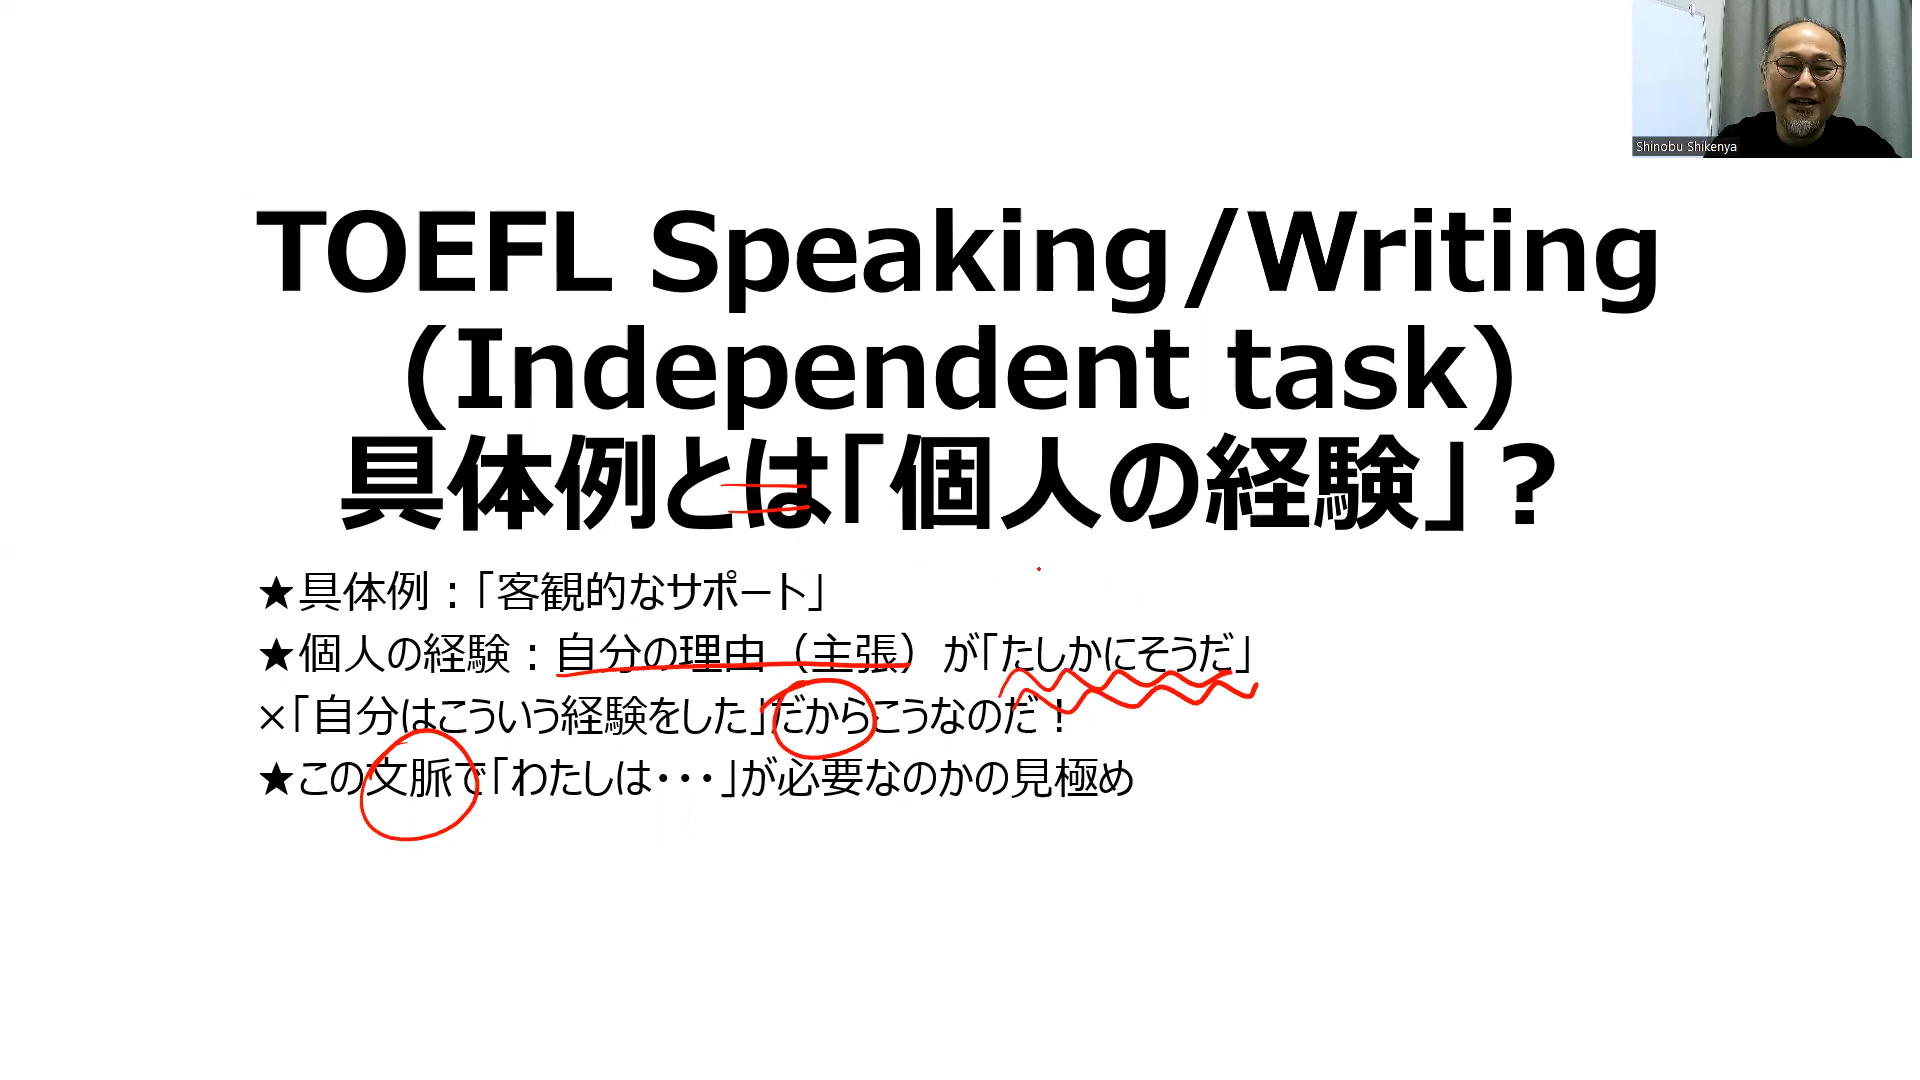 Shinobu Shikenya
TOEFL Speaking/Writing
(Independent task)
具体例とは「個人の経験」？
★具体例：「客観的なサポート」
★個人の経験：自分の理由（主張）が「たしかにそうだ」
×「自分はこういう経験をした」だからこうなのだ！
★この文脈で「わたしは・・・」が必要なのかの見極め